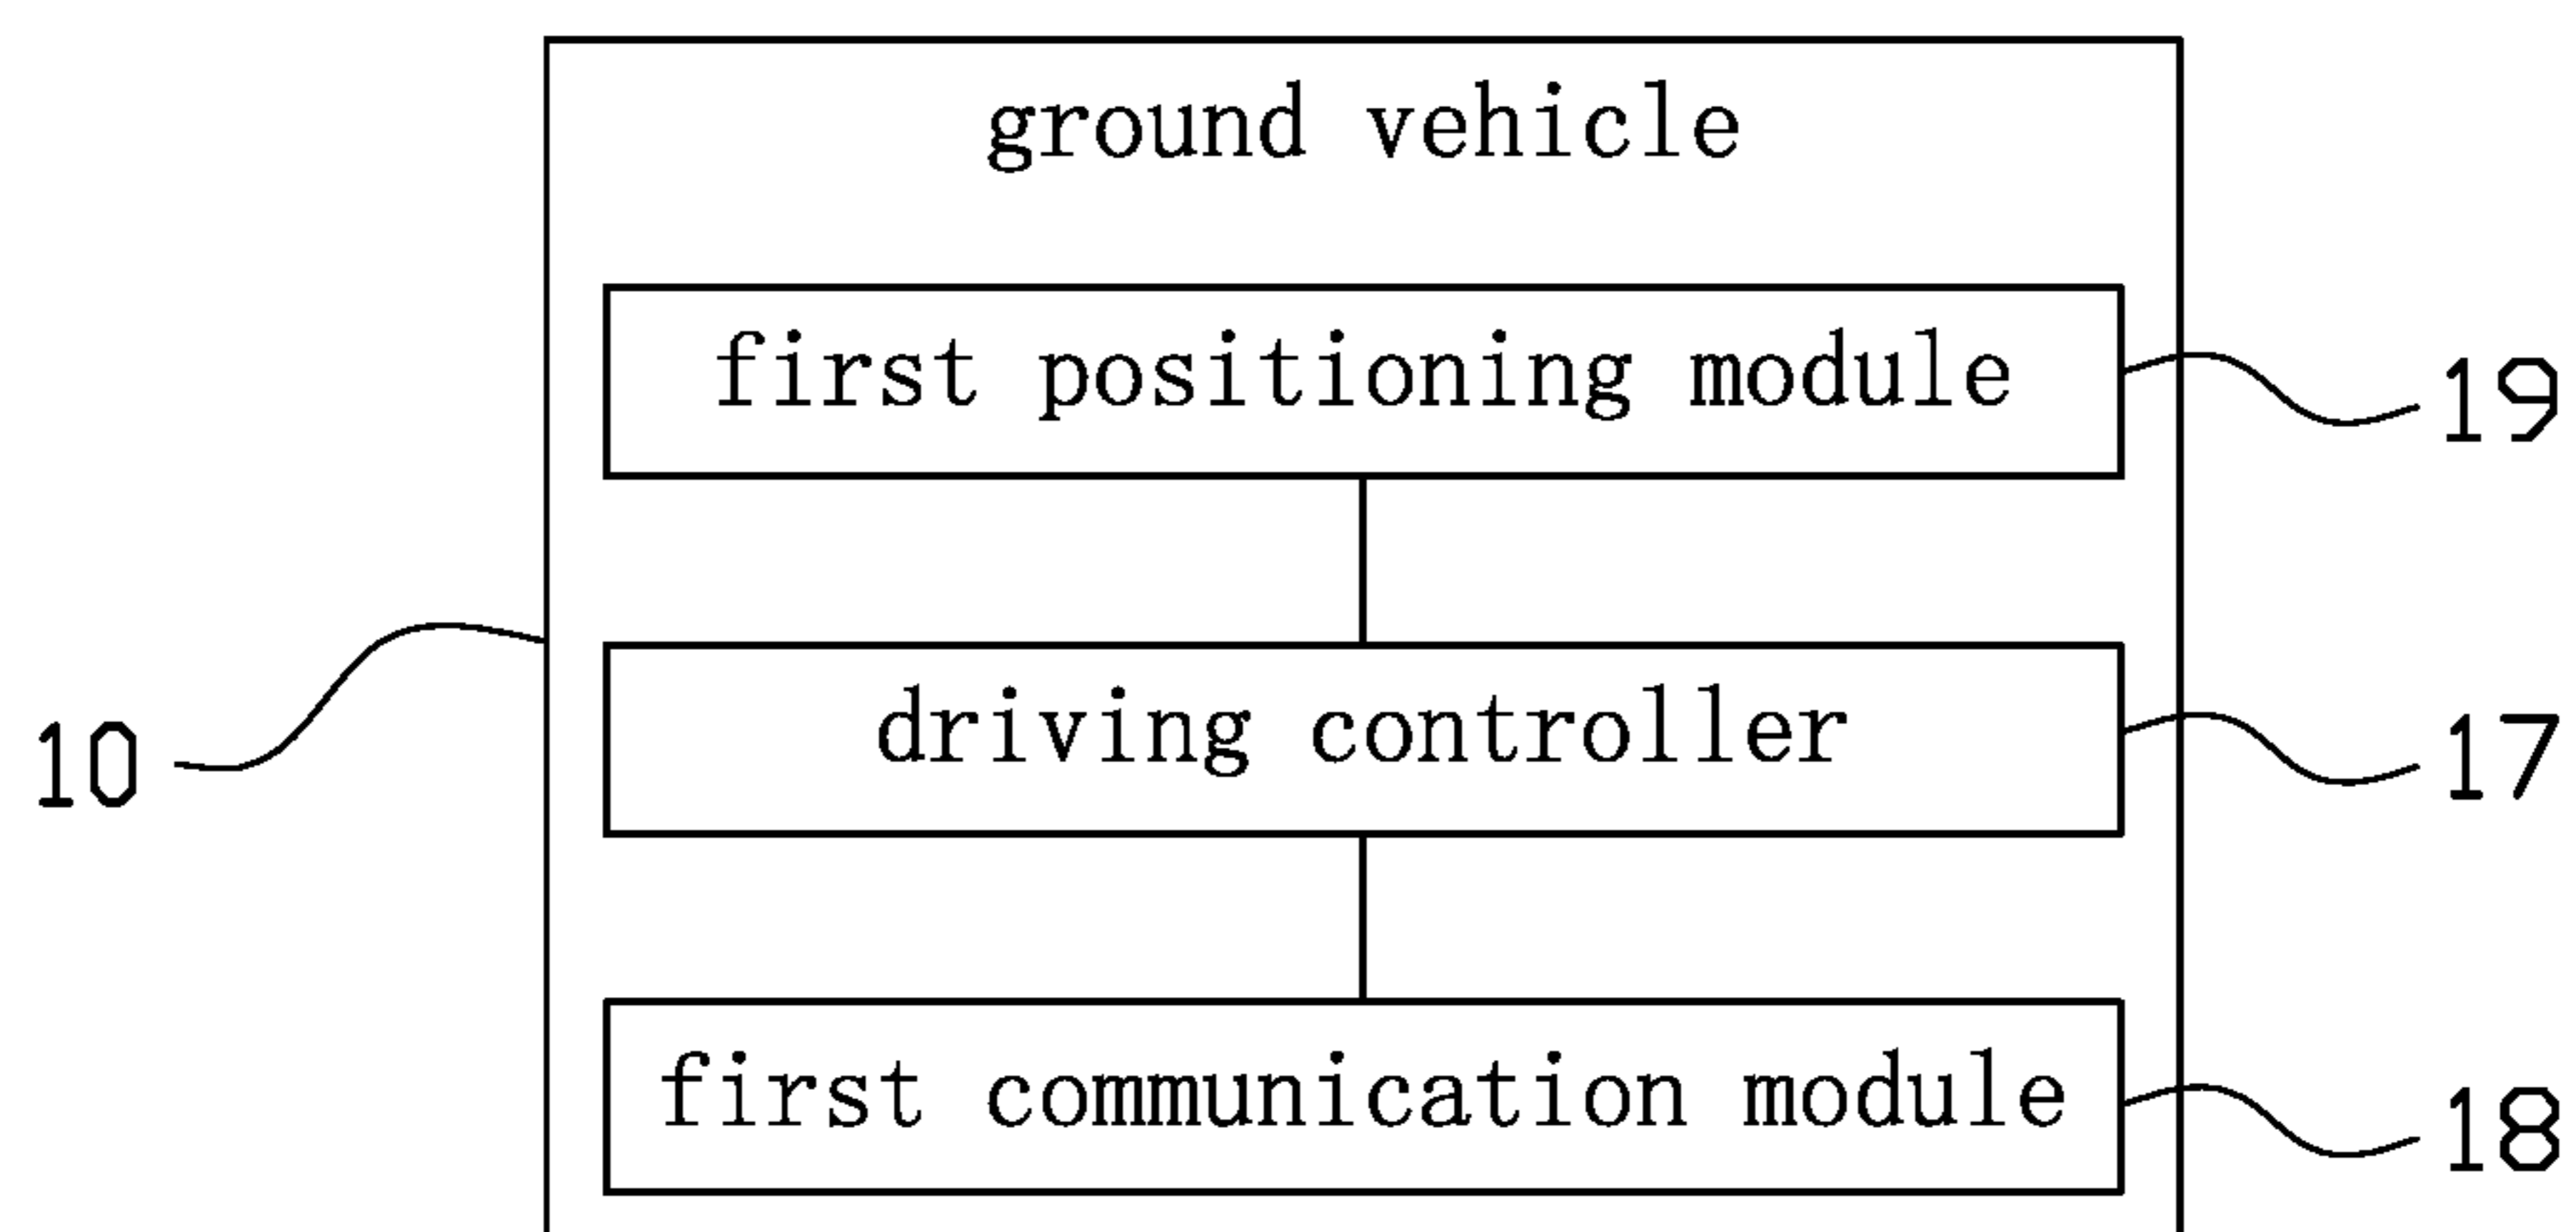 ground vehicle
first positioning module
19
driving controller
10
17
first communication module
18